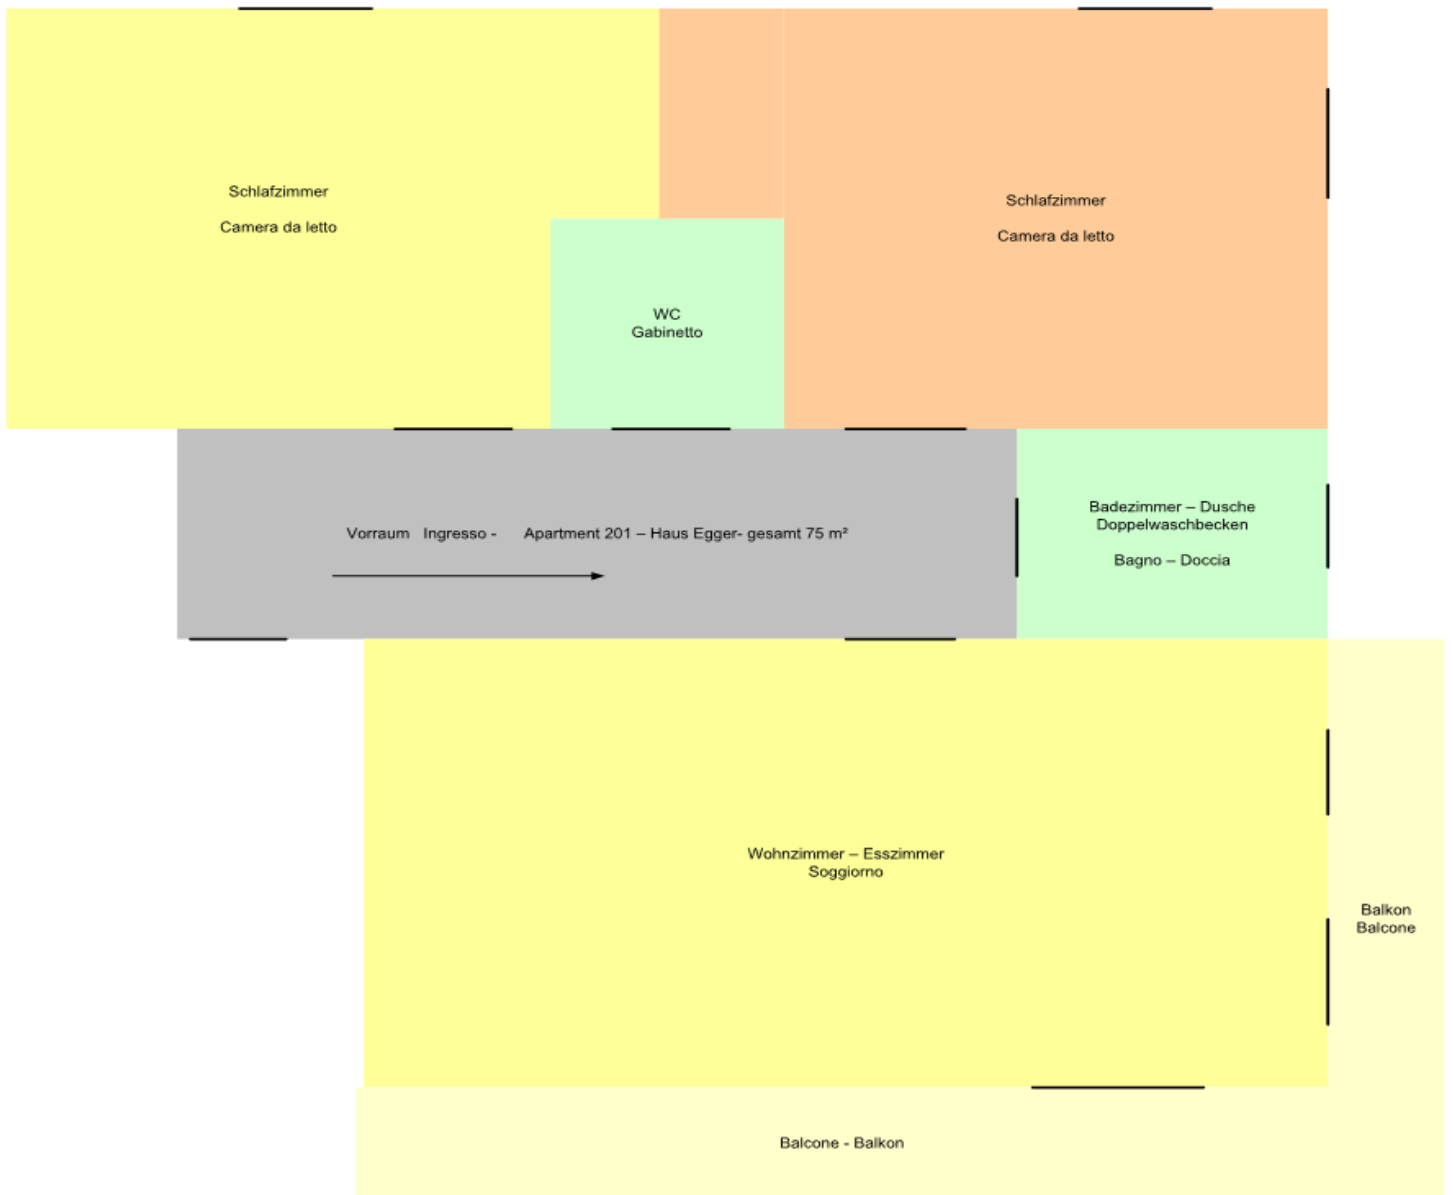 Schlafzimmer
Camera da letto
Schlafzimmer
Camera da letto
WC
Gabinetto
Vorraum Ingresso - Apartment 201 – Haus Egger- gesamt 75 m²
Badezimmer – Dusche
Doppelwaschbecken
Bagno – Doccia
Wohnzimmer – Esszimmer
Soggiorno
Balkon
Balcone
Balcone - Balkon